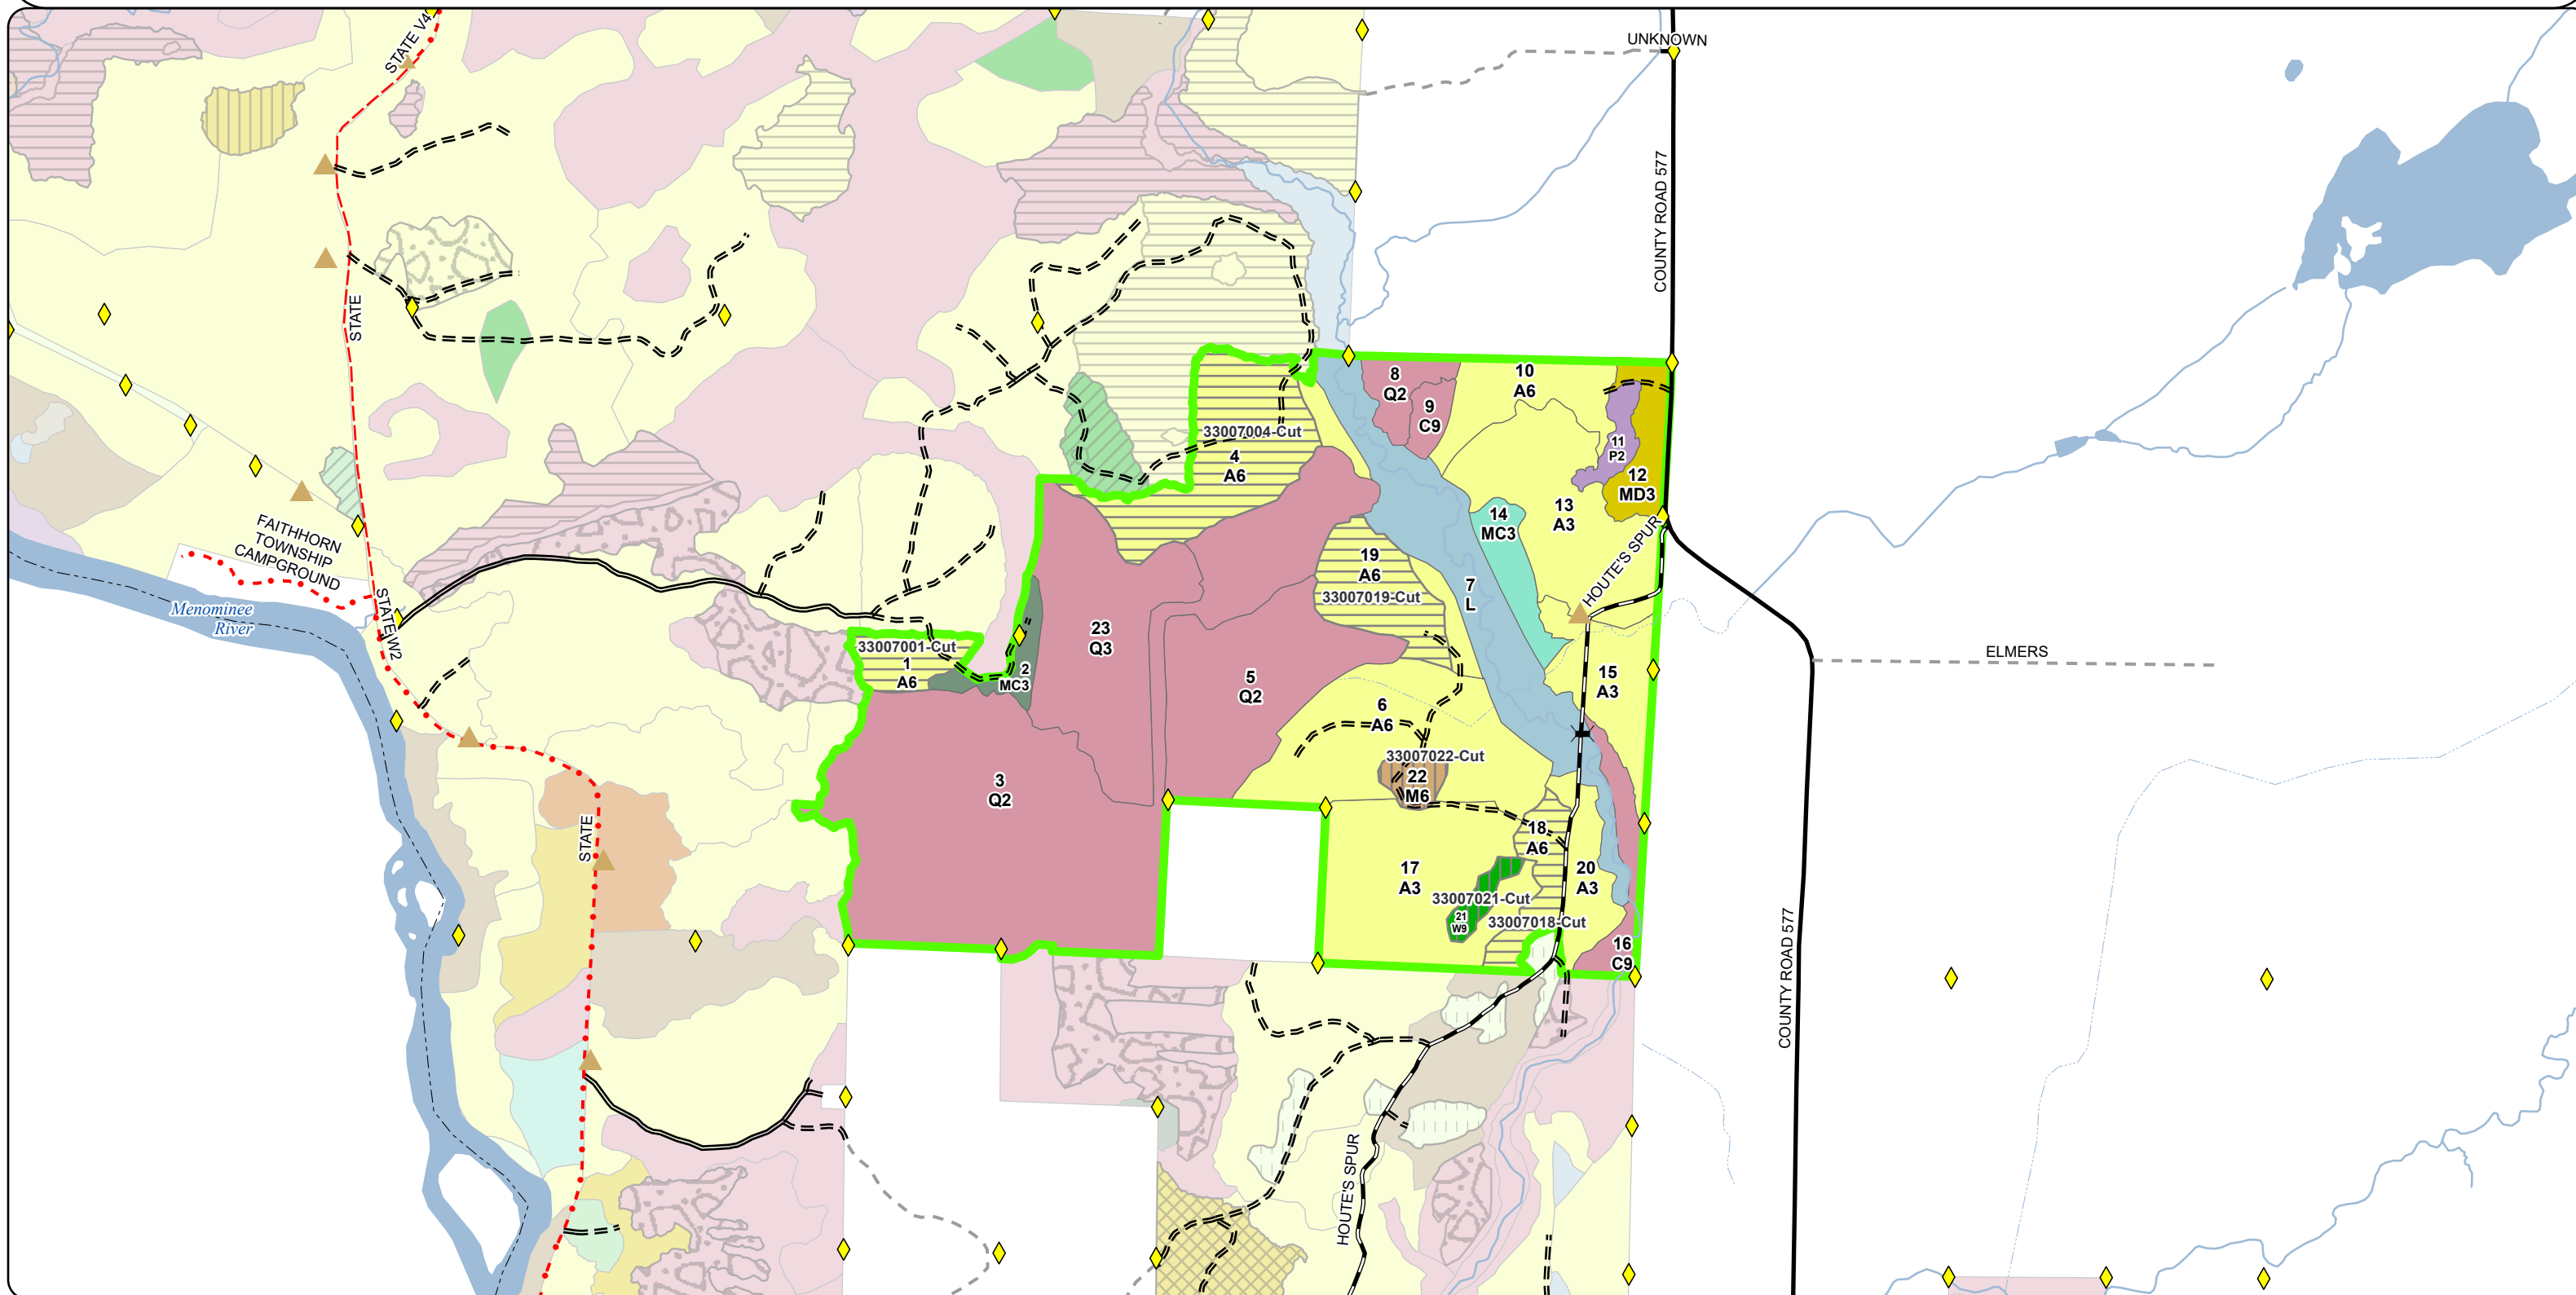 STATE V4
UNKNOWN
COUNTY ROAD 577
STATE
8
Q2
9
C9
10
A6
11
P2
12
MD3
33007004-Cut
4
A6
13
A3
14
MC3
HOUTE'S SPUR
FAITHHORN
TOWNSHIP
CAMPGROUND
19
A6
33007019-Cut
7
L
Menominee
River
STATE W2
23
Q3
33007001-Cut
1
A6
2
MC3
5
Q2
15
A3
ELMERS
6
A6
33007022-Cut
22
M6
3
Q2
STATE
18
A6
17
A3
20
A3
33007021-Cut
21
W9
33007018-Cut
16
C9
COUNTY ROAD 577
HOUTE'S SPUR